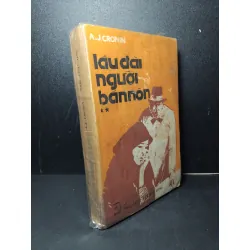 A.J. CRONIN
lâu đài
người
bán nón